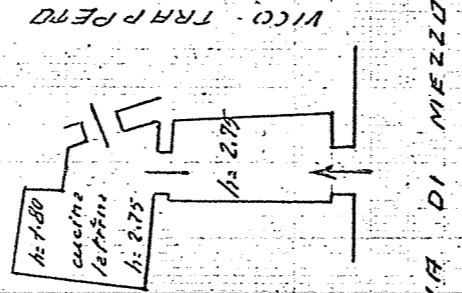 VICO - TRAPPETO
h=1.80
cucina
latrina
h=2.75
h=2.75
DI MEZZO